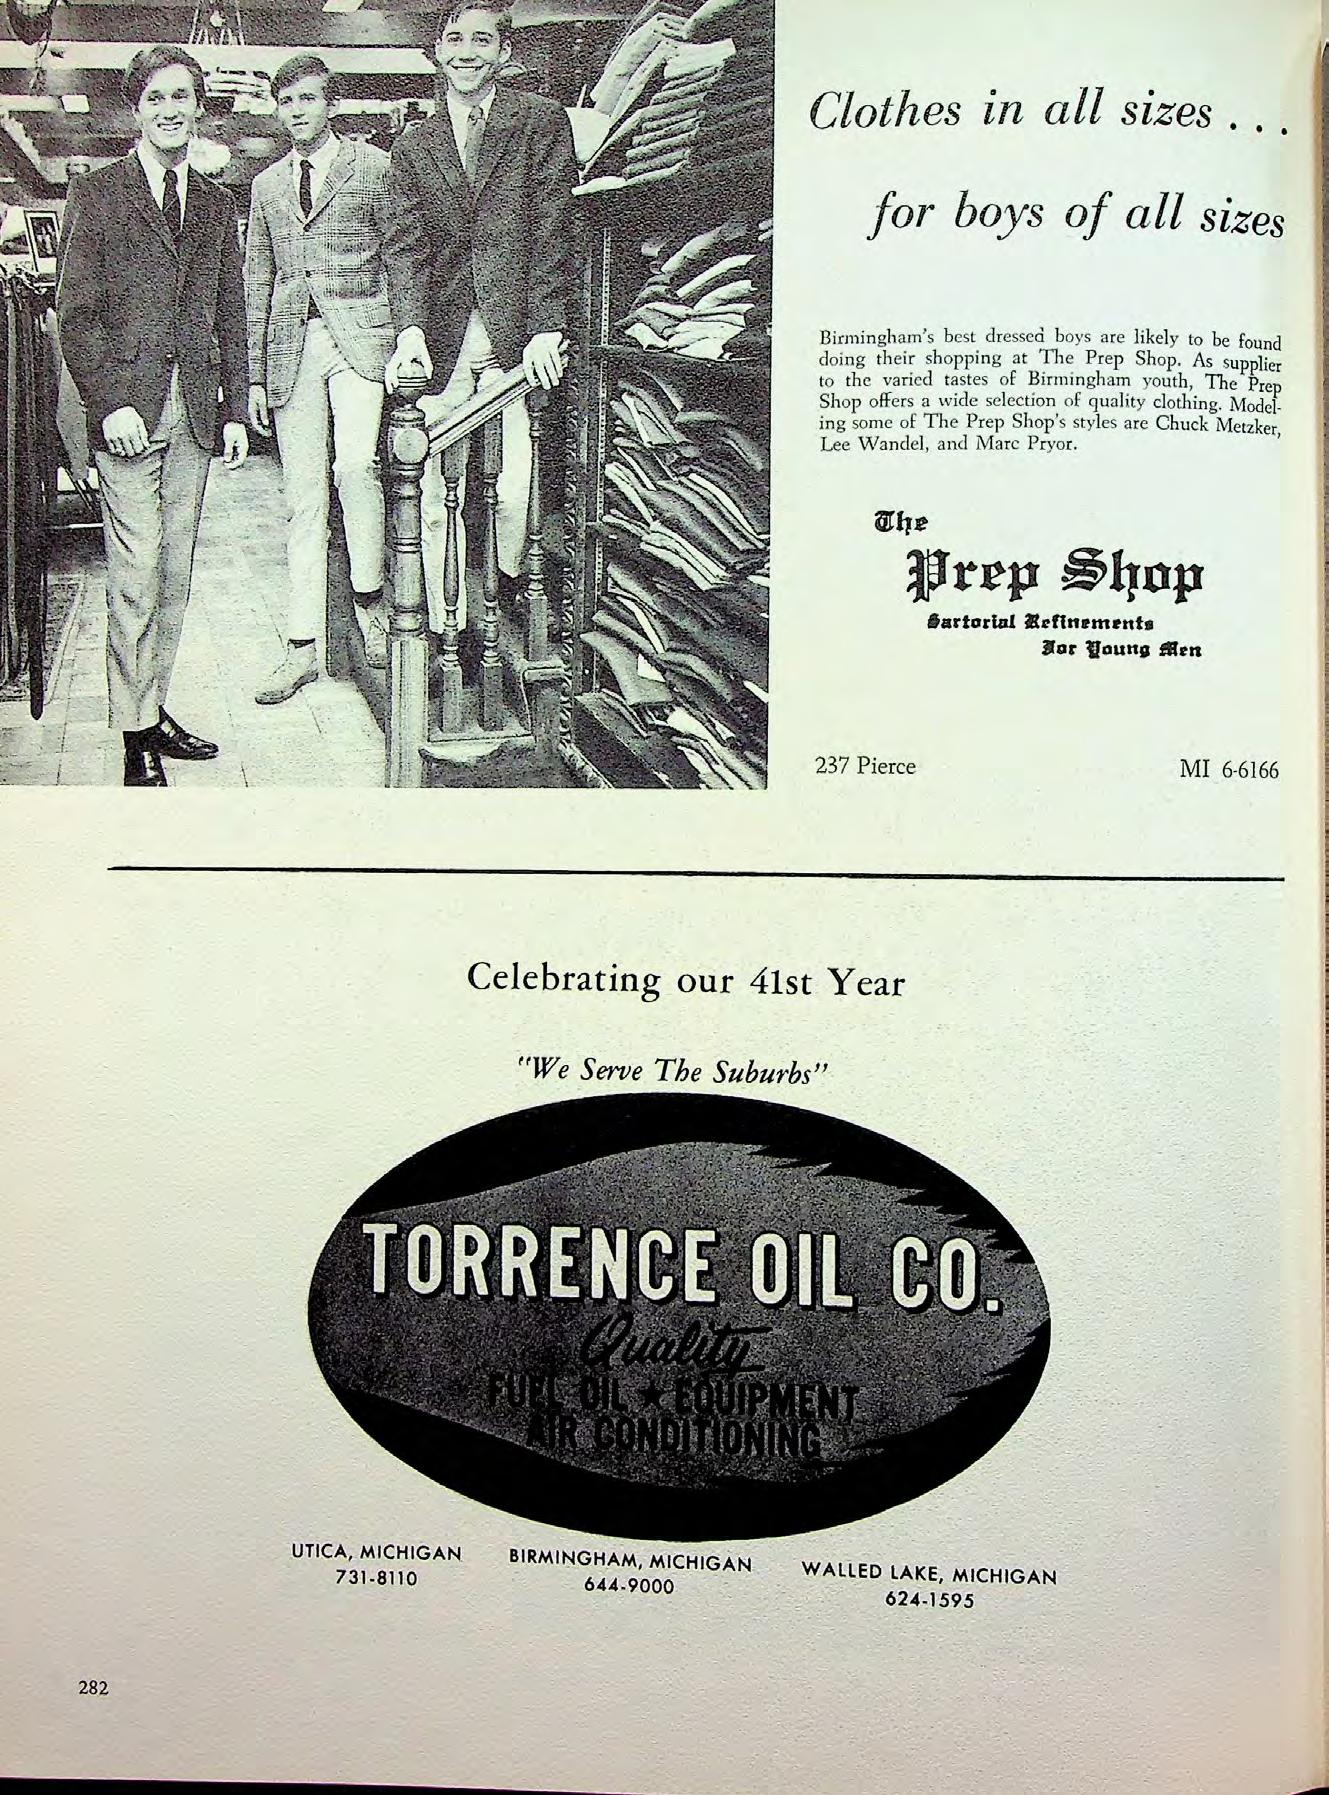 Clothes in all sizes . . .
for boys of all sizes
Birmingham's best dressed boys are likely to be found
doing their shopping at The Prep Shop. As supplier
to the varied tastes of Birmingham youth, The Prep
Shop offers a wide selection of quality clothing. Model-
ing some of The Prep Shop's styles are Chuck Metzker,
Lee Wandel, and Marc Pryor.
The
Prep Shop
Sartorial Refinements
For Young Men
237 Pierce MI 6-6166
Celebrating our 41st Year
"We Serve The Suburbs"
TORRENCE OIL CO.
Quality
FUEL OIL ★ EQUIPMENT
AIR CONDITIONING
UTICA, MICHIGAN
731-8110
BIRMINGHAM, MICHIGAN
644-9000
WALLED LAKE, MICHIGAN
624-1595
282